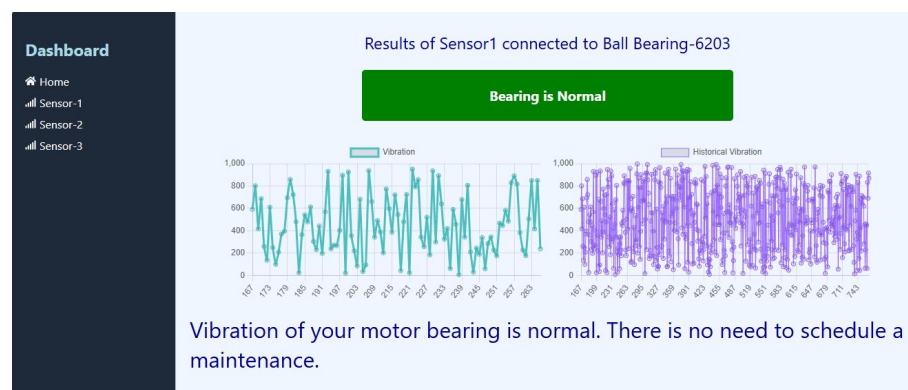 Dashboard
Home
Sensor-1
Sensor-2
Sensor-3
Results of Sensor1 connected to Ball Bearing-6203
Bearing is Normal
Vibration
1,000
800
600
400
200
0
167 173 179 185 191 197 203 209 215 221 227 233 239 245 251 257 263
Historical Vibration
1,000
800
600
400
200
0
167 199 231 263 295 327 359 391 423 455 487 519 551 583 615 647 679 711 743
Vibration of your motor bearing is normal. There is no need to schedule a
maintenance.